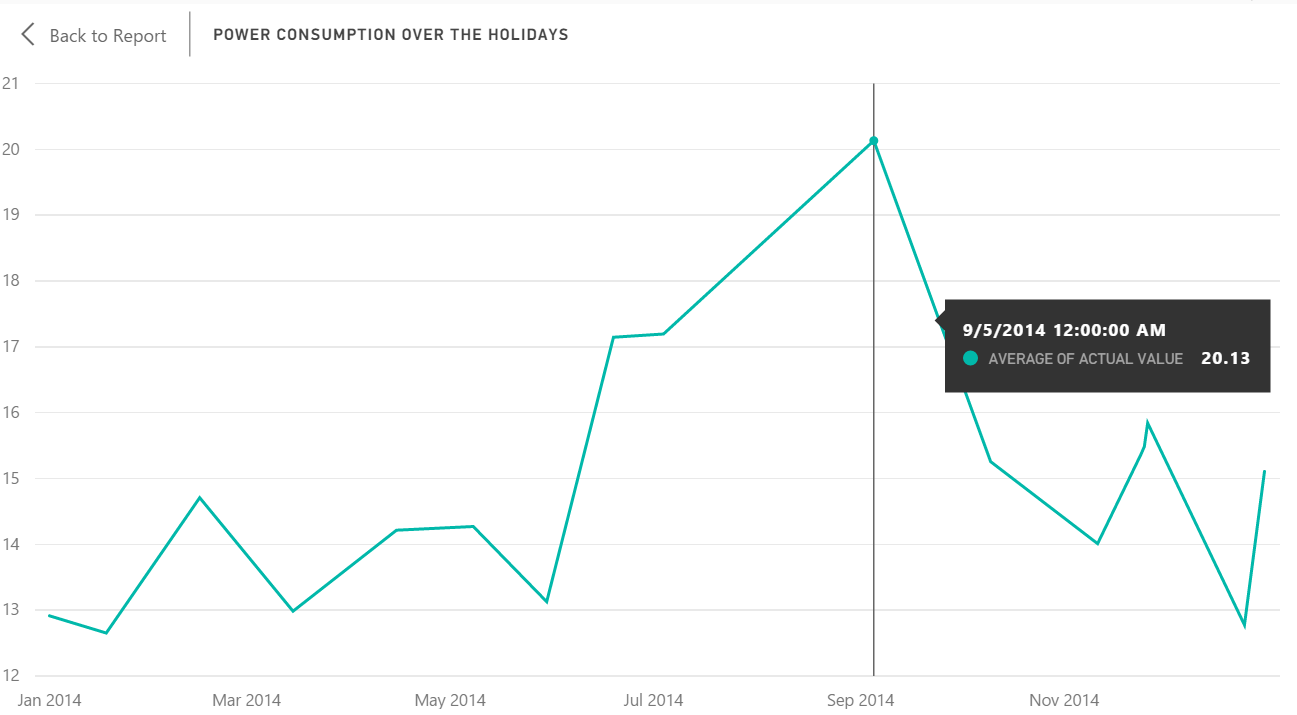 Back to Report
POWER CONSUMPTION OVER THE HOLIDAYS
21
20
19
18
17
16
15
14
13
12
9/5/2014 12:00:00 AM
AVERAGE OF ACTUAL VALUE 20.13
Jan 2014 Mar 2014 May 2014 Jul 2014 Sep 2014 Nov 2014